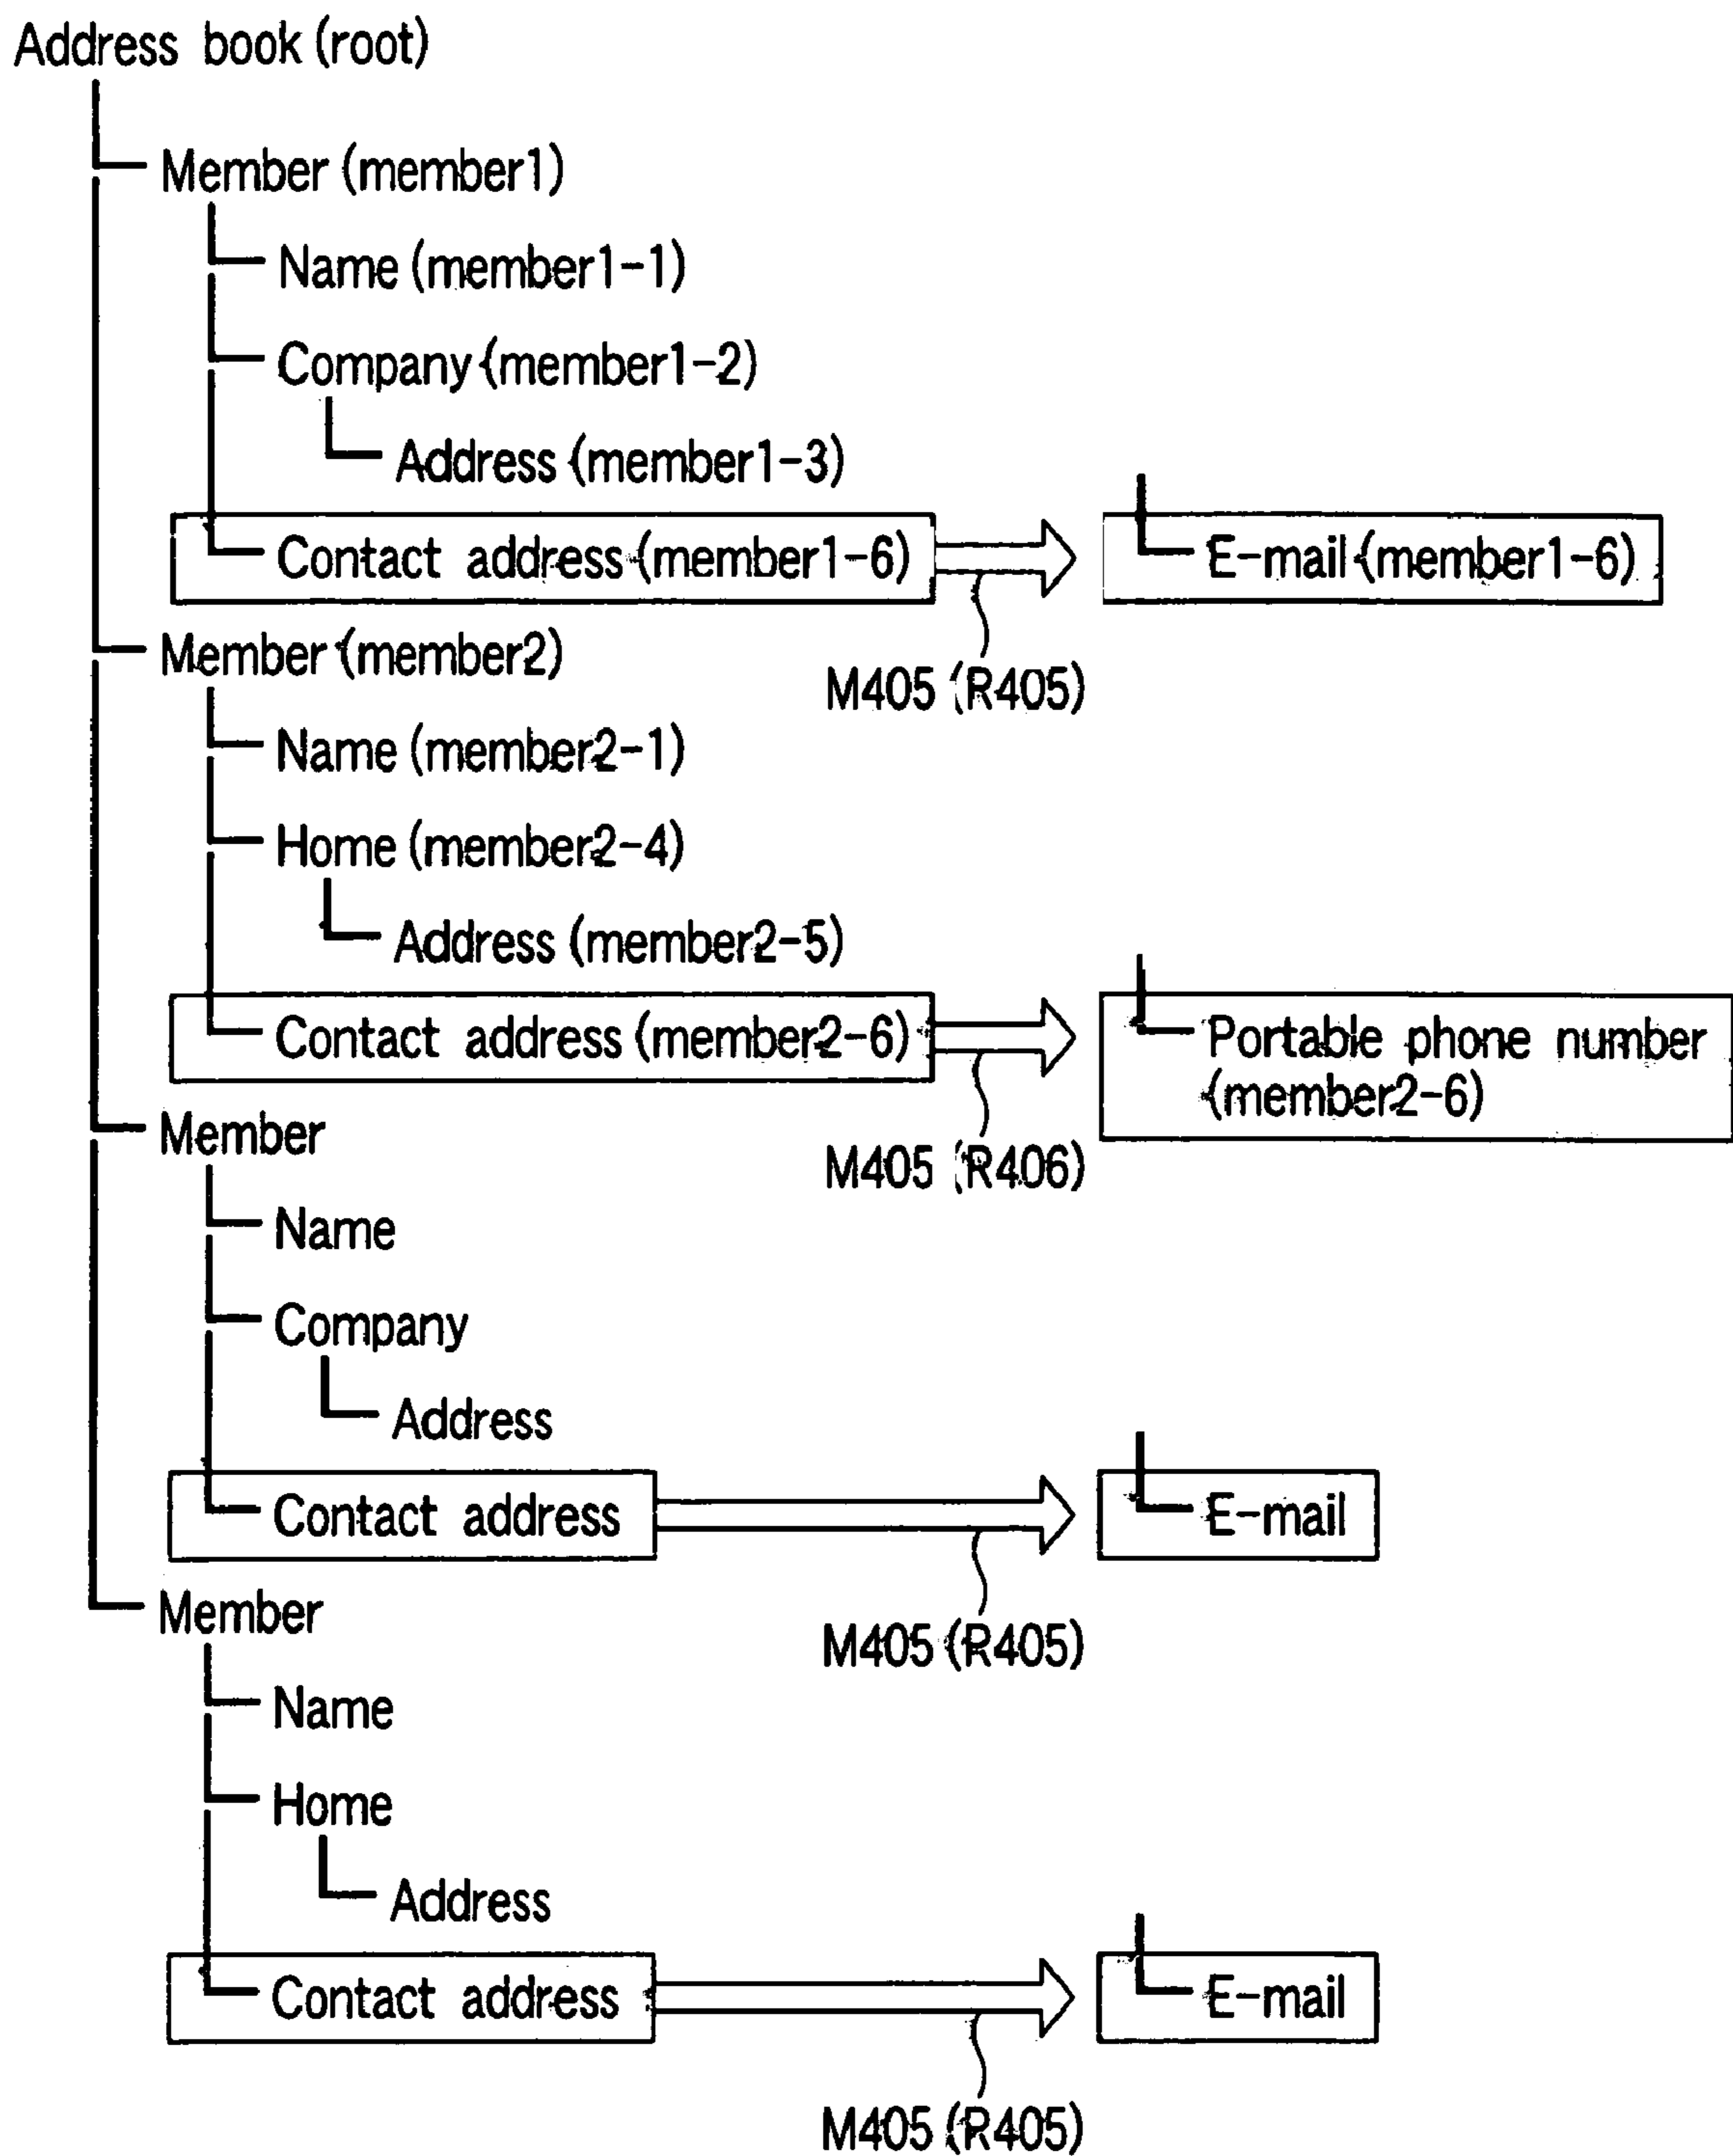 Address book (root)
Member (member1)
Name (member1-1)
Company (member1-2)
Address (member1-3)
Contact address (member1-6)
E-mail (member1-6)
M405 (R405)
Member (member2)
Name (member2-1)
Home (member2-4)
Address (member2-5)
Contact address (member2-6)
Portable phone number
(member2-6)
M405 (R406)
Member
Name
Company
Address
Contact address
E-mail
M405 (R405)
Member
Name
Home
Address
Contact address
E-mail
M405 (R405)